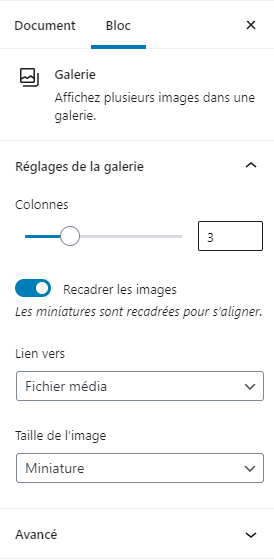 Document Bloc
Galerie
Affichez plusieurs images dans une
galerie.
Réglages de la galerie
Colonnes
3
Recadrer les images
Les miniatures sont recadrées pour s’aligner.
Lien vers
Fichier média
Taille de l’image
Miniature
Avancé